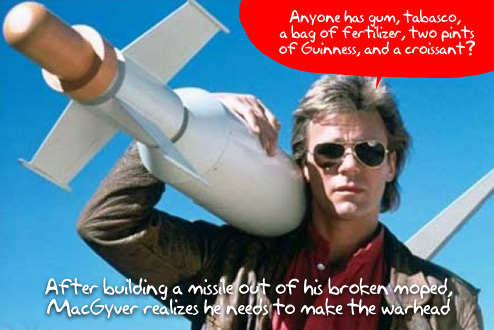 Anyone has gum, tabasco,
a bag of fertilizer, two pints
of Guinness, and a croissant?
After building a missile out of his broken moped,
MacGyver realizes he needs to make the warhead